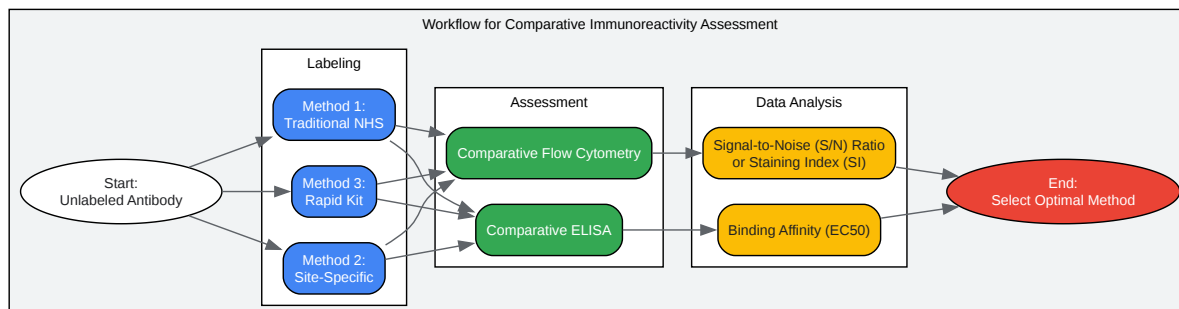 Workflow for Comparative Immunoreactivity Assessment
Labeling
Method 1:
Traditional NHS
Method 3:
Rapid Kit
Method 2:
Site-Specific
Start:
Unlabeled Antibody
Assessment
Comparative Flow Cytometry
Comparative ELISA
Data Analysis
Signal-to-Noise (S/N) Ratio
or Staining Index (SI)
Binding Affinity (EC50)
End:
Select Optimal Method